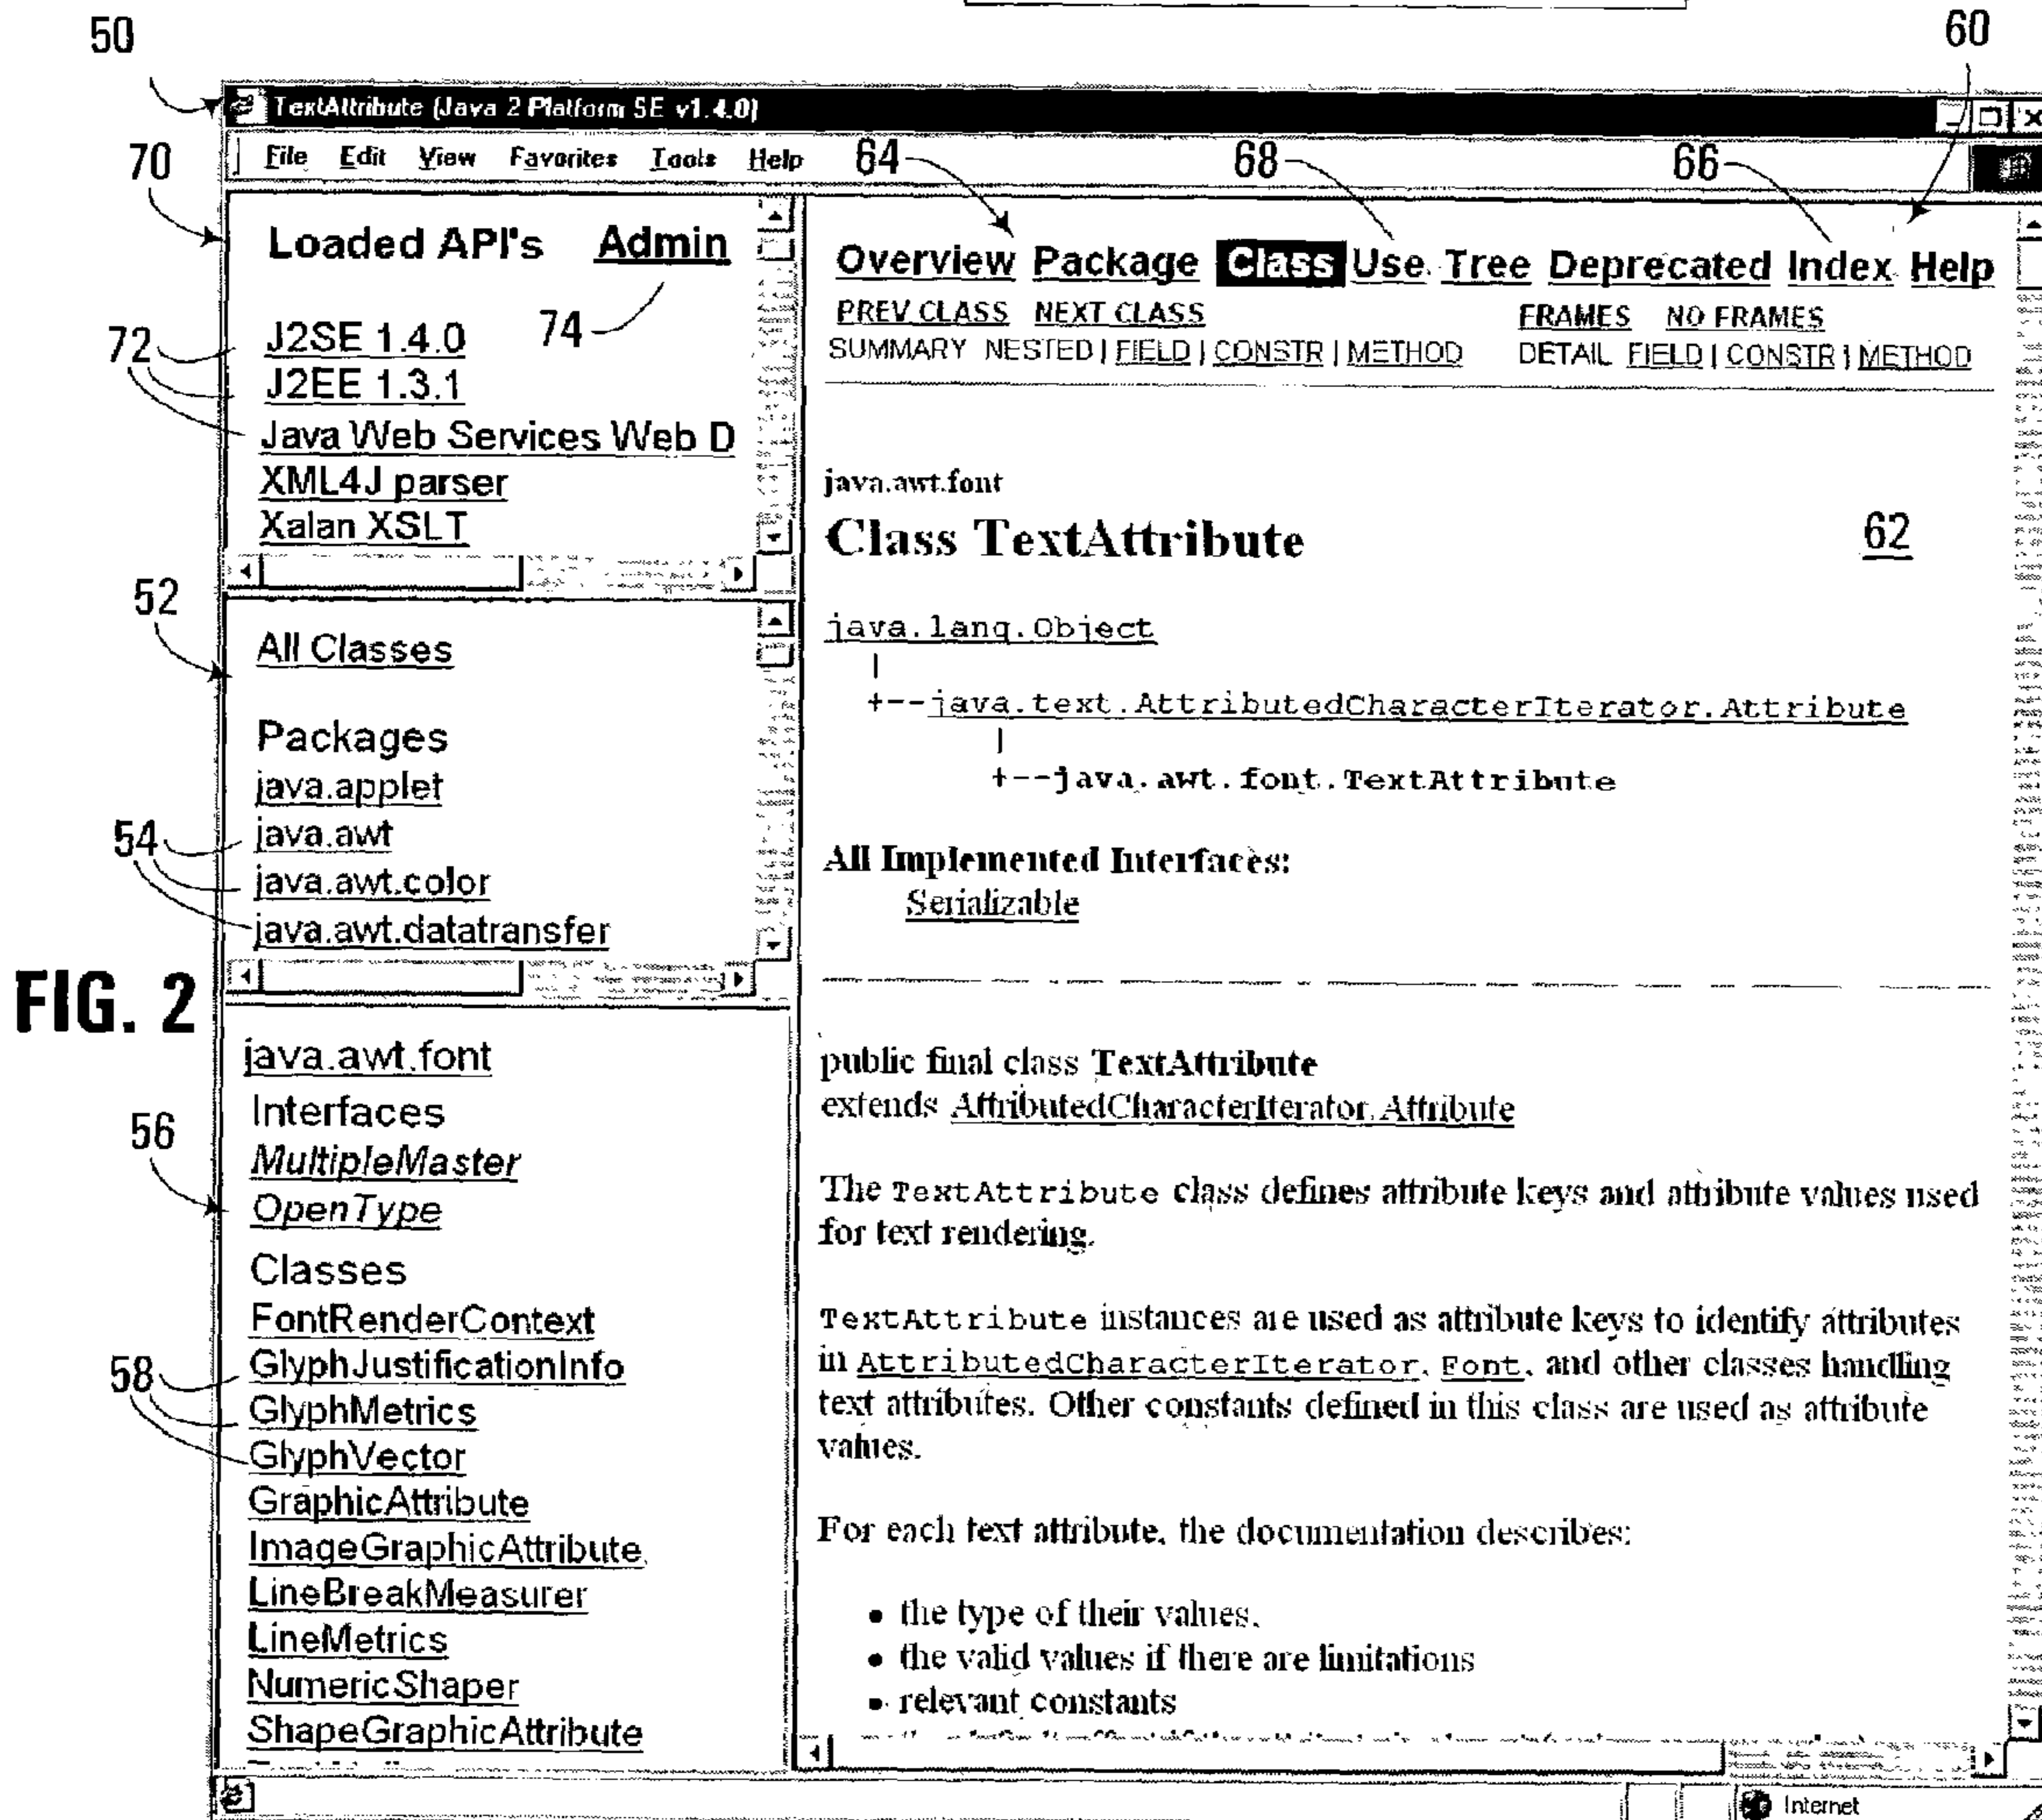 50
60
TextAttribute (Java 2 Platform SE v1.4.0)
File Edit View Favorites Tools Help
70
64
68
66
Loaded API's Admin
74
72
J2SE 1.4.0
J2EE 1.3.1
Java Web Services Web D
XML4J parser
Xalan XSLT
52
All Classes
Packages
java.applet
54
java.awt
java.awt.color
java.awt.datatransfer
FIG. 2
java.awt.font
Interfaces
56
MultipleMaster
OpenType
Classes
FontRenderContext
58
GlyphJustificationInfo
GlyphMetrics
GlyphVector
GraphicAttribute
ImageGraphicAttribute
LineBreakMeasurer
LineMetrics
NumericShaper
ShapeGraphicAttribute
Overview Package Class Use Tree Deprecated Index Help
PREV CLASS NEXT CLASS FRAMES NO FRAMES
SUMMARY NESTED | FIELD | CONSTR | METHOD DETAIL FIELD | CONSTR | METHOD
java.awt.font
Class TextAttribute
62
java.lang.Object
|
+--java.text.AttributedCharacterIterator.Attribute
|
+--java.awt.font.TextAttribute
All Implemented Interfaces:
Serializable
public final class TextAttribute
extends AttributedCharacterIterator.Attribute
The TextAttribute class defines attribute keys and attribute values used
for text rendering.
TextAttribute instances are used as attribute keys to identify attributes
in AttributedCharacterIterator, Font, and other classes handling
text attributes. Other constants defined in this class are used as attribute
values.
For each text attribute, the documentation describes:
• the type of their values,
• the valid values if there are limitations
• relevant constants
Internet